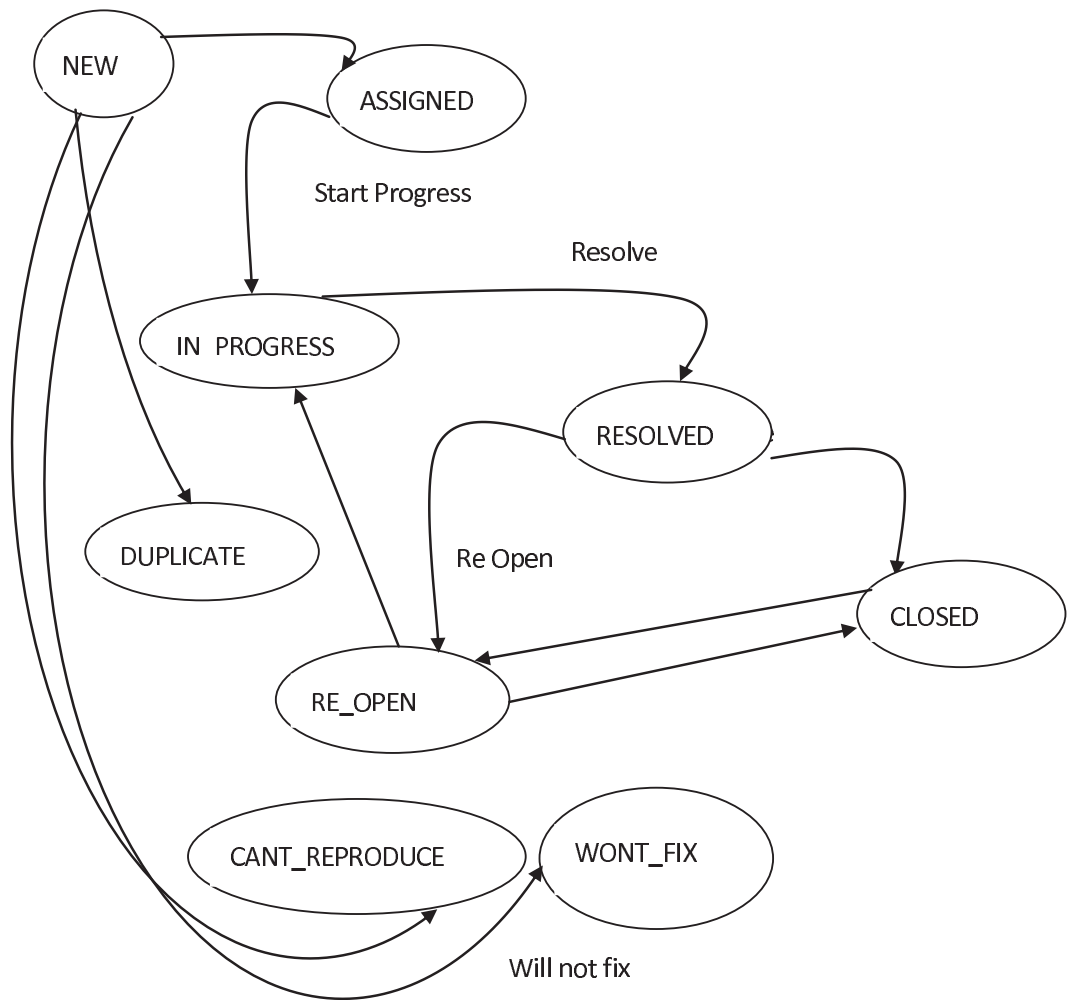 NEW
ASSIGNED
Start Progress
Resolve
IN PROGRESS
RESOLVED
DUPLICATE
Re Open
CLOSED
RE_OPEN
CANT_REPRODUCE
WONT_FIX
Will not fix